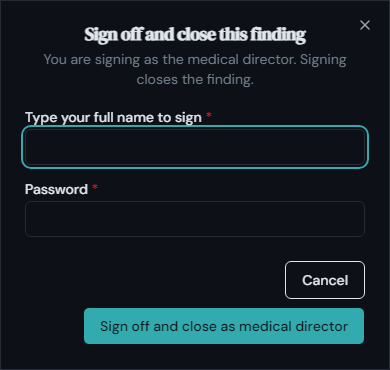 Sign off and close this finding
You are signing as the medical director. Signing
closes the finding.
Type your full name to sign *
Password *
Cancel
Sign off and close as medical director